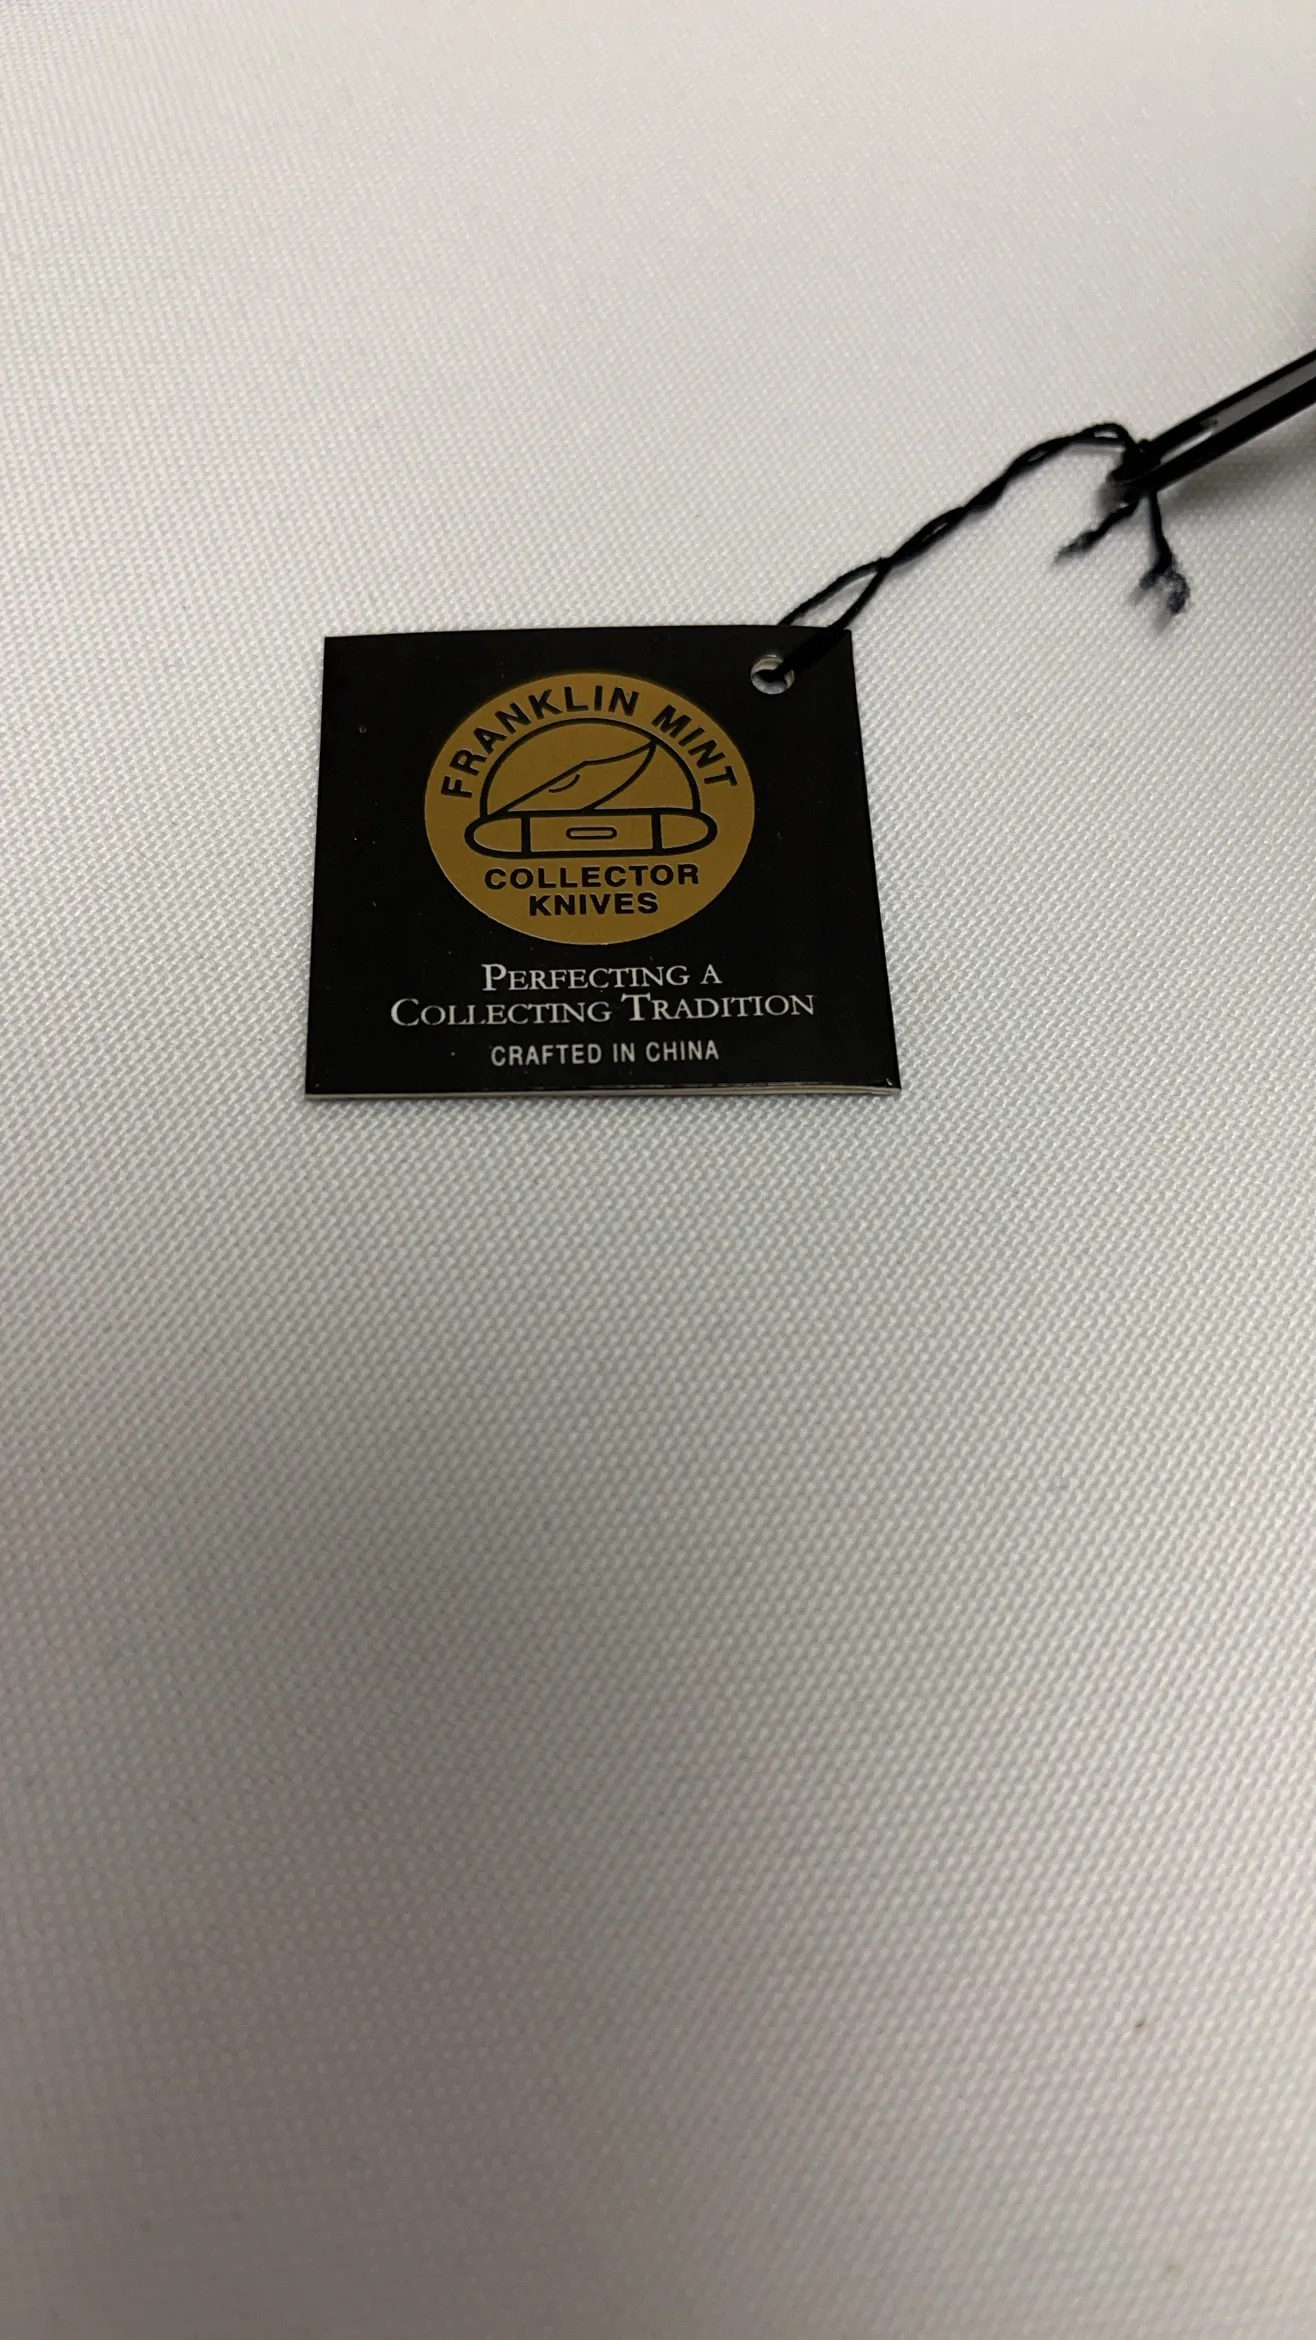 FRANKLIN MINT
COLLECTOR
KNIVES
PERFECTING A
COLLECTING TRADITION
CRAFTED IN CHINA